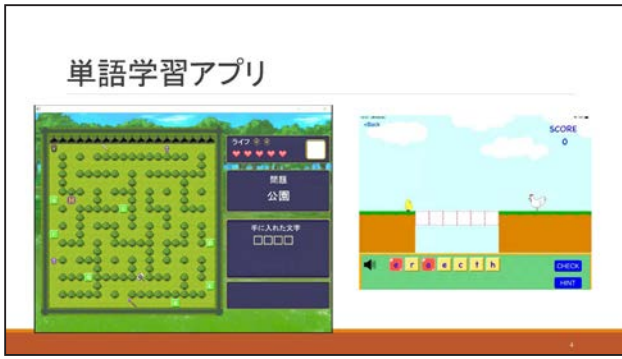 単語学習アプリ
ライフ
問題
公園
手に入れた文字
□□□□
<Back
SCORE
0
e r a e c t h
CHECK
HINT
4